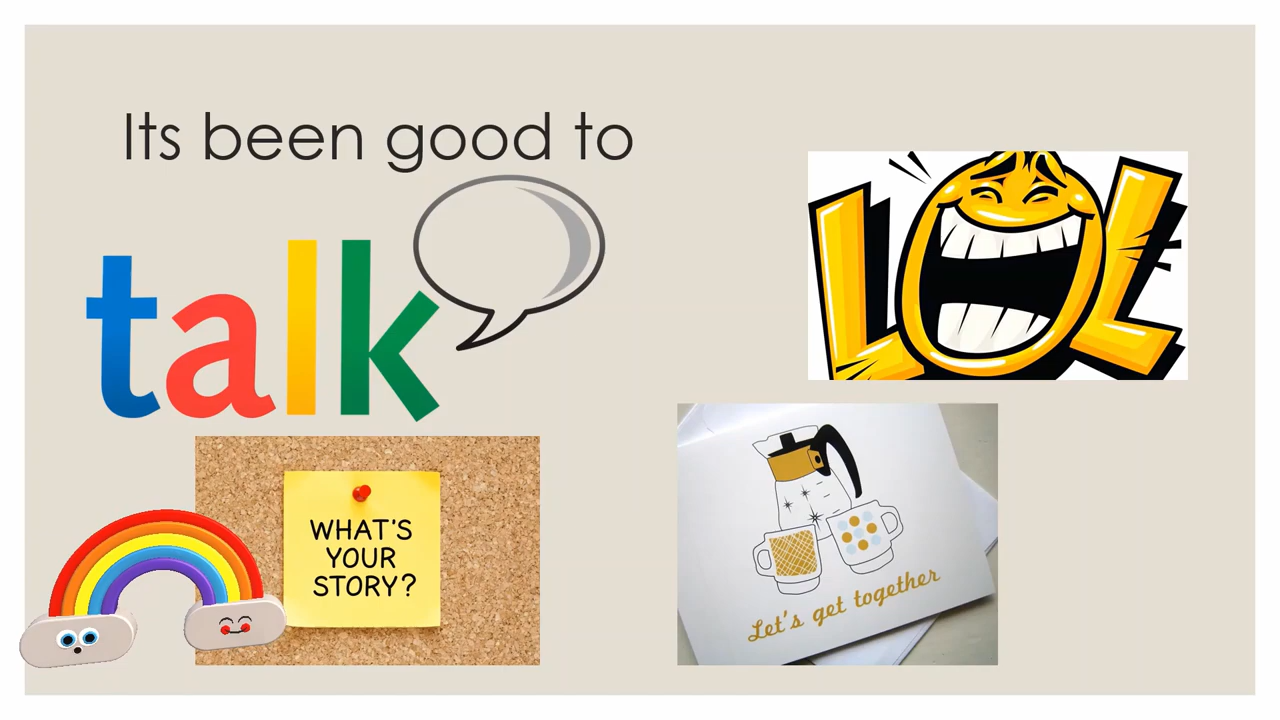 Its been good to
talk
LOL
WHAT'S
YOUR
STORY?
Let's get together